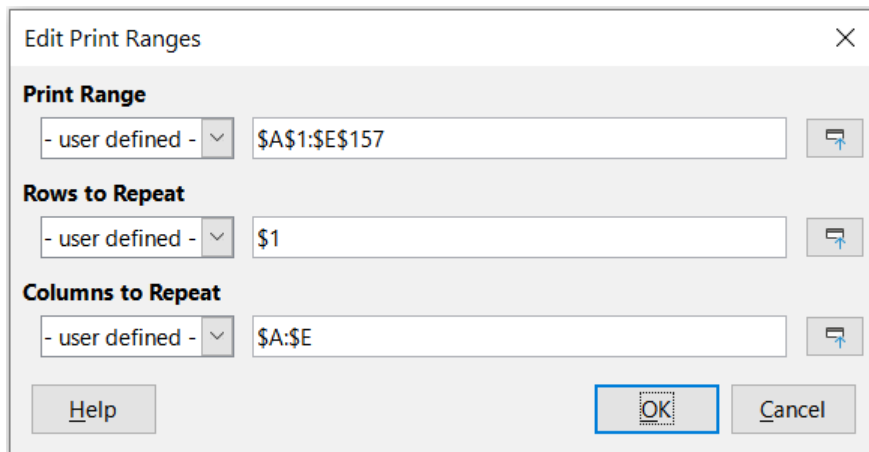 Edit Print Ranges
Print Range
- user defined - $A$1:$E$157
Rows to Repeat
- user defined - $1
Columns to Repeat
- user defined - $A:$E
Help OK Cancel